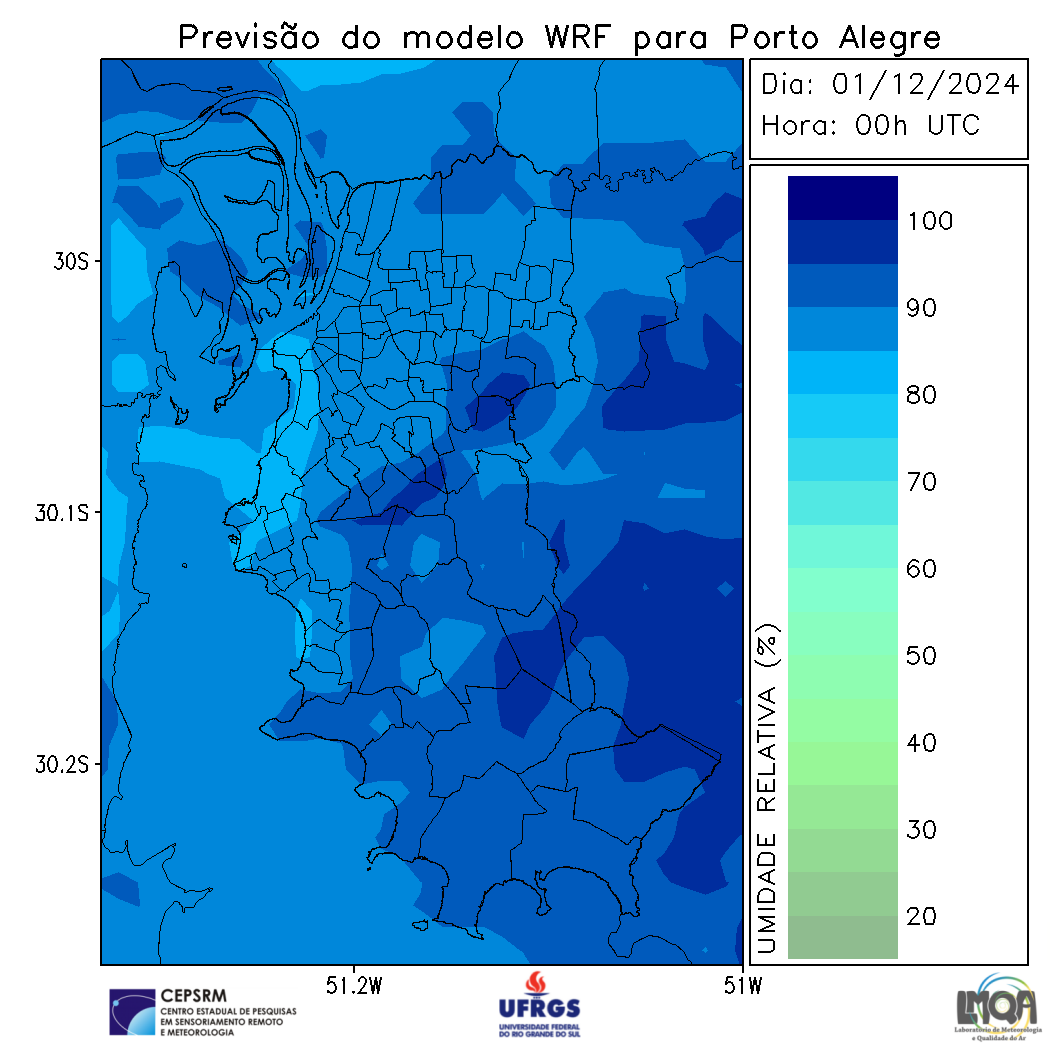 Previsão do modelo WRF para Porto Alegre
Dia: 01/12/2024
Hora: 00h UTC
100
90
80
70
60
50
40
30
20
UMIDADE RELATIVA (%)
30S
30.1S
30.2S
51.2W
51W
CEPSRM
CENTRO ESTADUAL DE PESQUISAS
EM SENSORIAMENTO REMOTO
E METEOROLOGIA
UFRGS
UNIVERSIDADE FEDERAL
DO RIO GRANDE DO SUL
LMQA
Laboratório de Meteorologia
e Qualidade do Ar